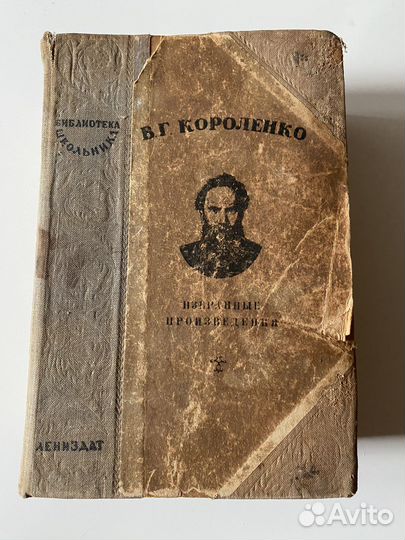 БИБЛИОТЕКА
ШКОЛЬНИКА
В.Г. КОРОЛЕНКО
ИЗБРАННЫЕ
ПРОИЗВЕДЕНИЯ
ЛЕНИЗДАТ
Avito